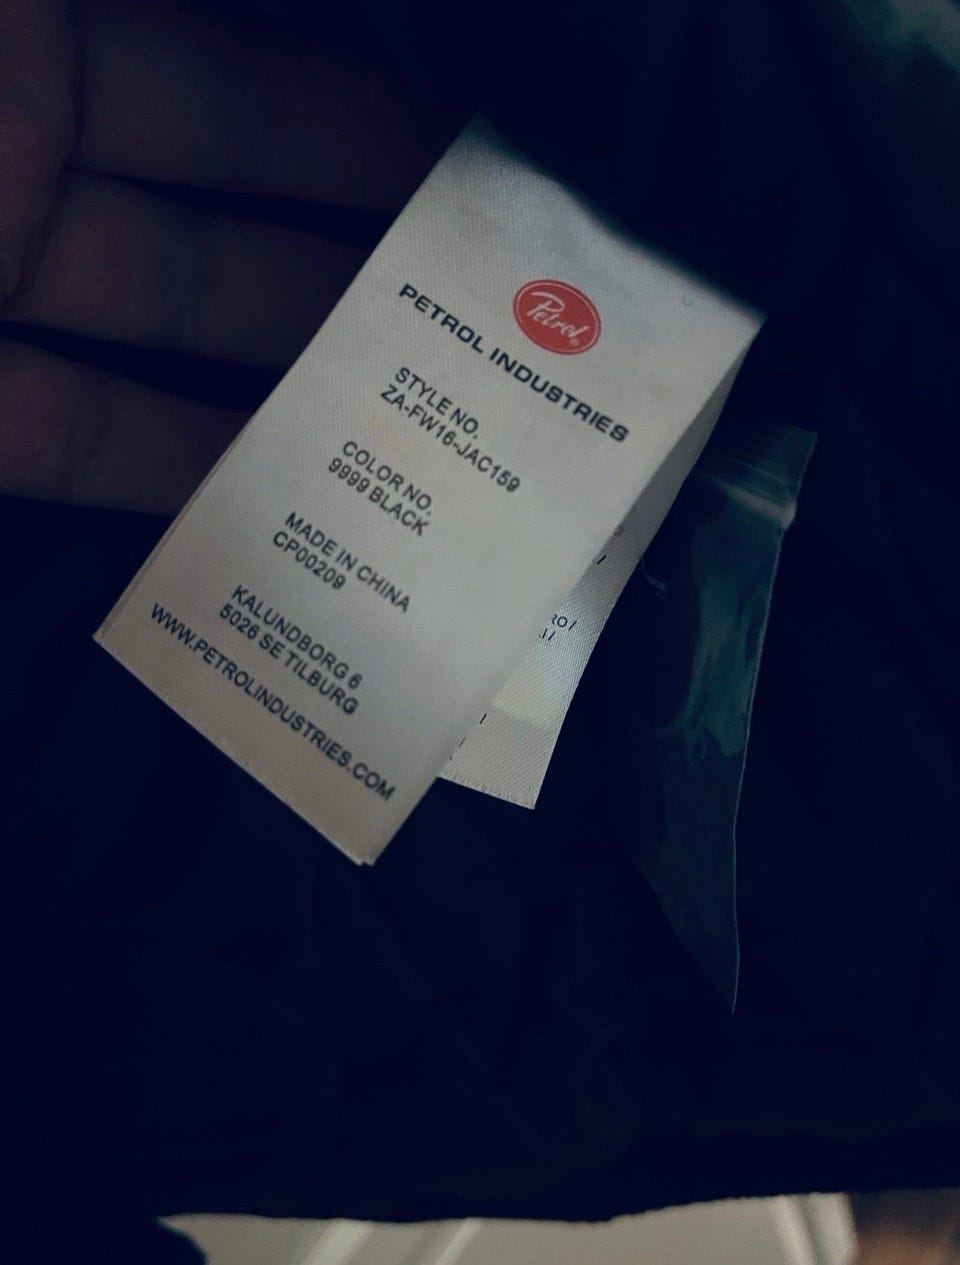 Petrol
PETROL INDUSTRIES
STYLE NO.
ZA-FW16-JAC159
COLOR NO.
9999 BLACK
MADE IN CHINA
CP00209
KALUNDBORG 6
5026 SE TILBURG
WWW.PETROLINDUSTRIES.COM